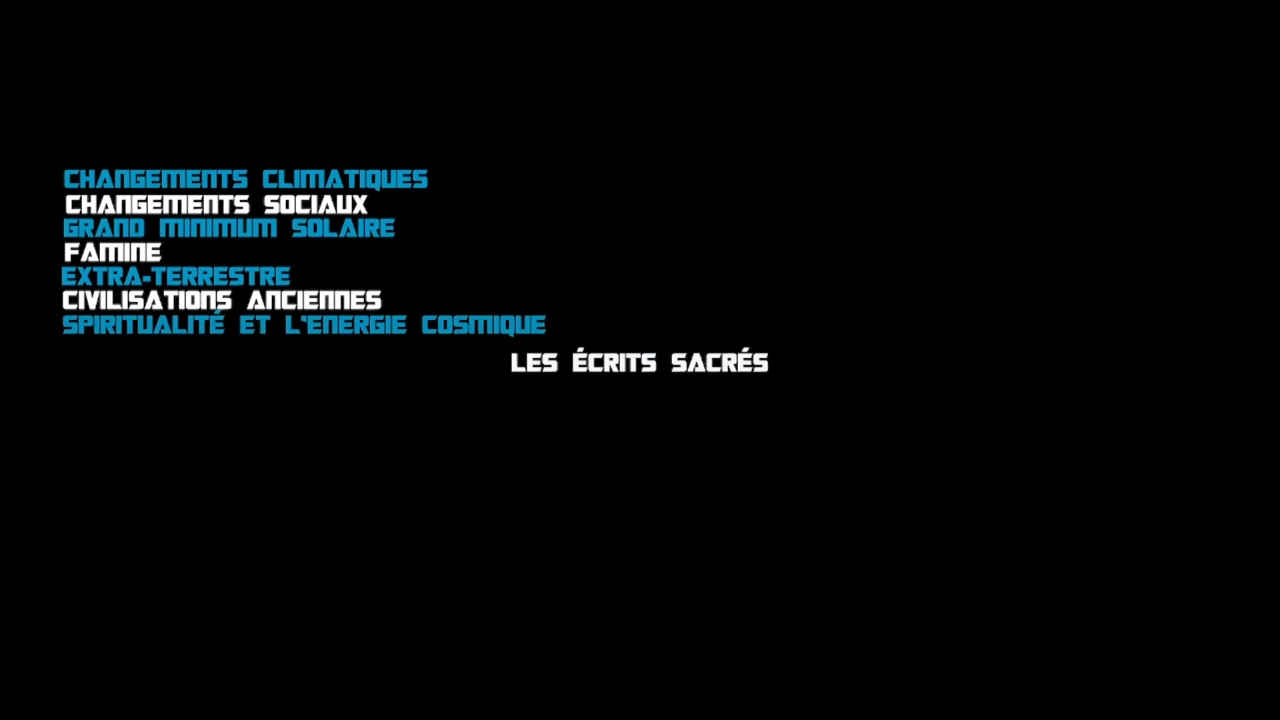 CHANGEMENTS CLIMATIQUES
CHANGEMENTS SOCIAUX
GRAND MINIMUM SOLAIRE
FAMINE
EXTRA-TERRESTRE
CIVILISATIONS ANCIENNES
SPIRITUALITÉ ET L'ENERGIE COSMIQUE
LES ÉCRITS SACRÉS